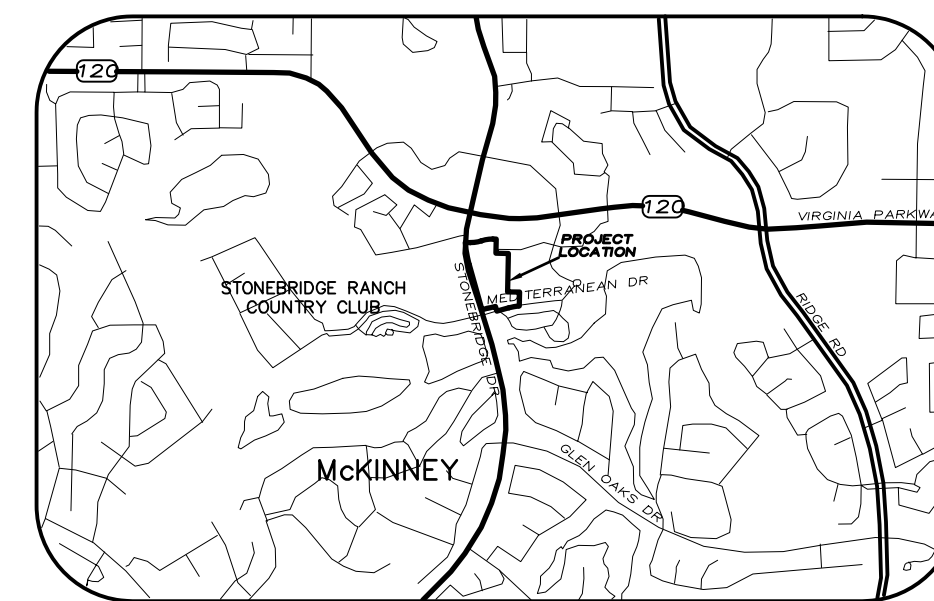 120
120
VIRGINIA PARKWA
PROJECT
LOCATION
STONEBRIDGE DR
MEDITERRANEAN DR
STONEBRIDGE RANCH
COUNTRY CLUB
RIDGE RD
McKINNEY
GLEN OAKS DR